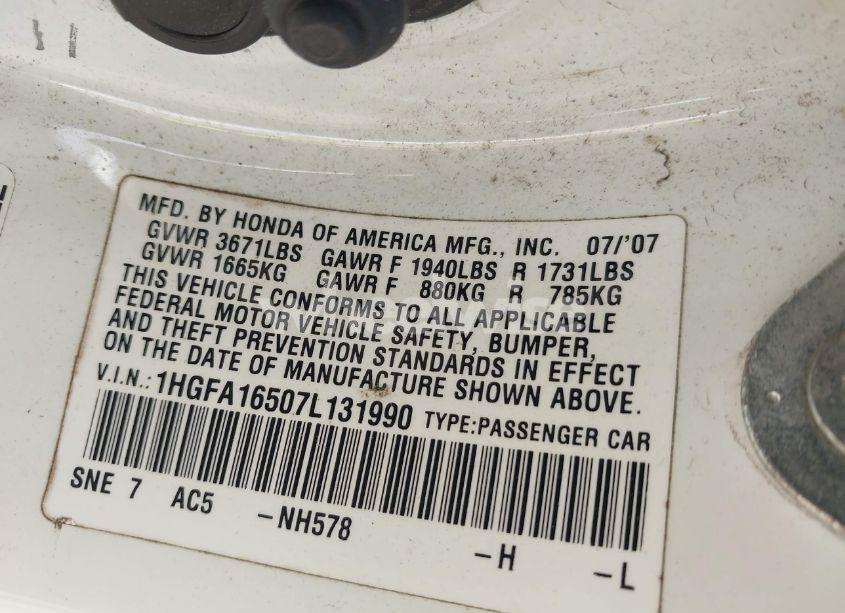 MFD. BY HONDA OF AMERICA MFG., INC. 07/'07
GVWR 3671LBS GAWR F 1940LBS R 1731LBS
GVWR 1665KG GAWR F 880KG R 785KG
THIS VEHICLE CONFORMS TO ALL APPLICABLE
FEDERAL MOTOR VEHICLE SAFETY, BUMPER,
AND THEFT PREVENTION STANDARDS IN EFFECT
ON THE DATE OF MANUFACTURE SHOWN ABOVE.
V.I.N.: 1HGFA16507L131990 TYPE:PASSENGER CAR
SNE 7 AC5 -NH578 -H -L